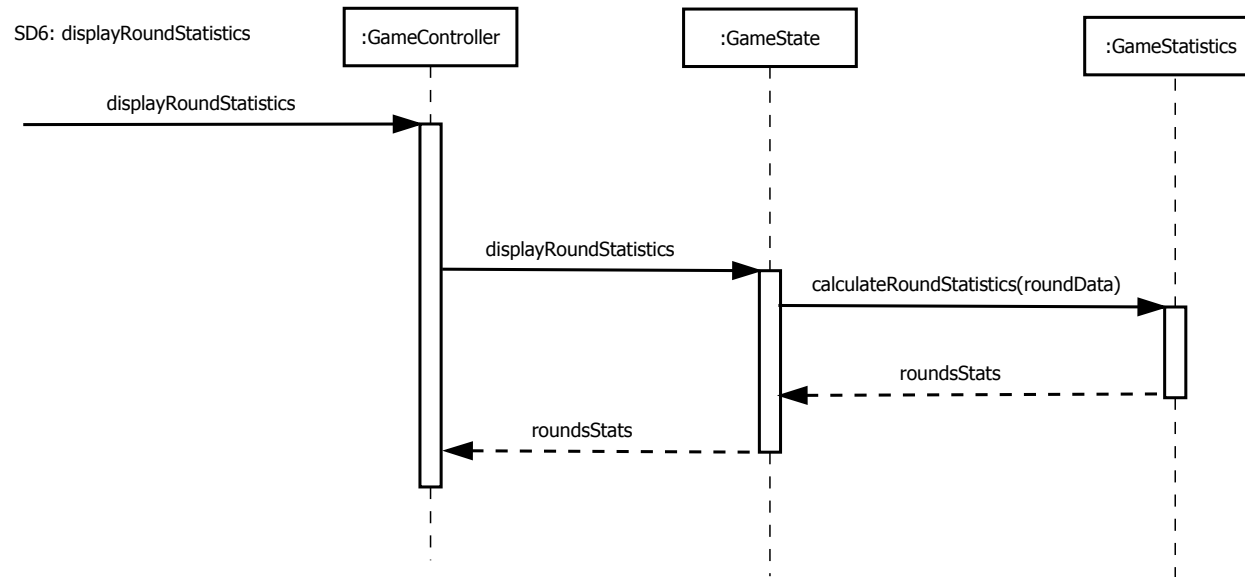 SD6: displayRoundStatistics
:GameController
:GameState
:GameStatistics
displayRoundStatistics
displayRoundStatistics
calculateRoundStatistics(roundData)
roundsStats
roundsStats